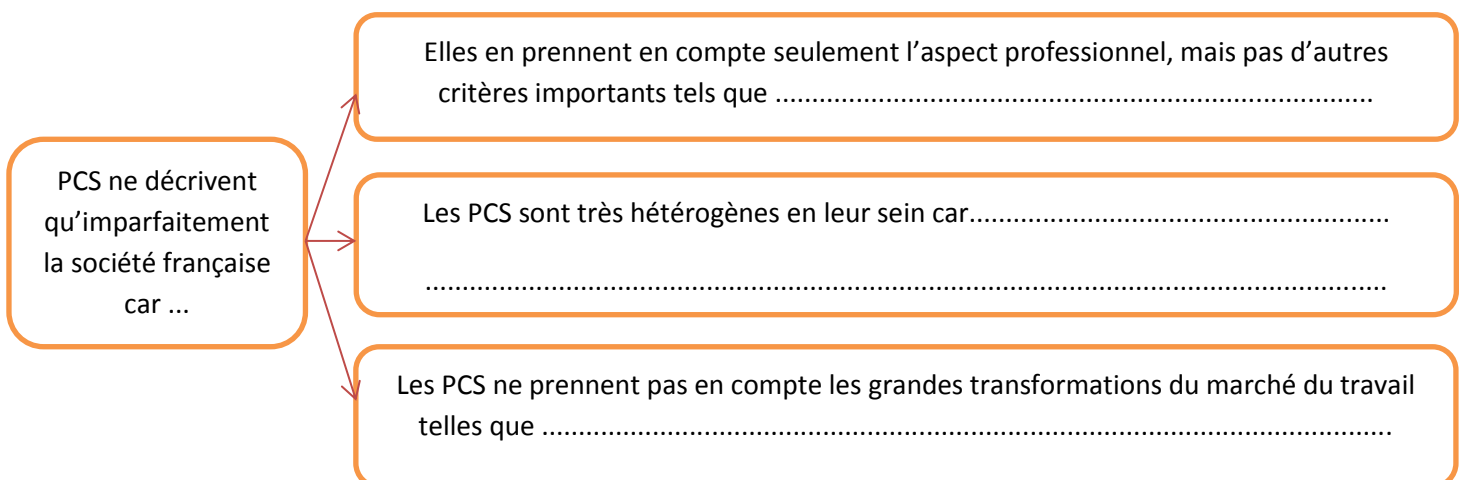 Elles en prennent en compte seulement l’aspect professionnel, mais pas d’autres
critères importants tels que .................................................................................
PCS ne décrivent
qu’imparfaitement
la société française
car ...
Les PCS sont très hétérogènes en leur sein car.........................................................
..................................................................................................................................
Les PCS ne prennent pas en compte les grandes transformations du marché du travail
telles que ...................................................................................................................